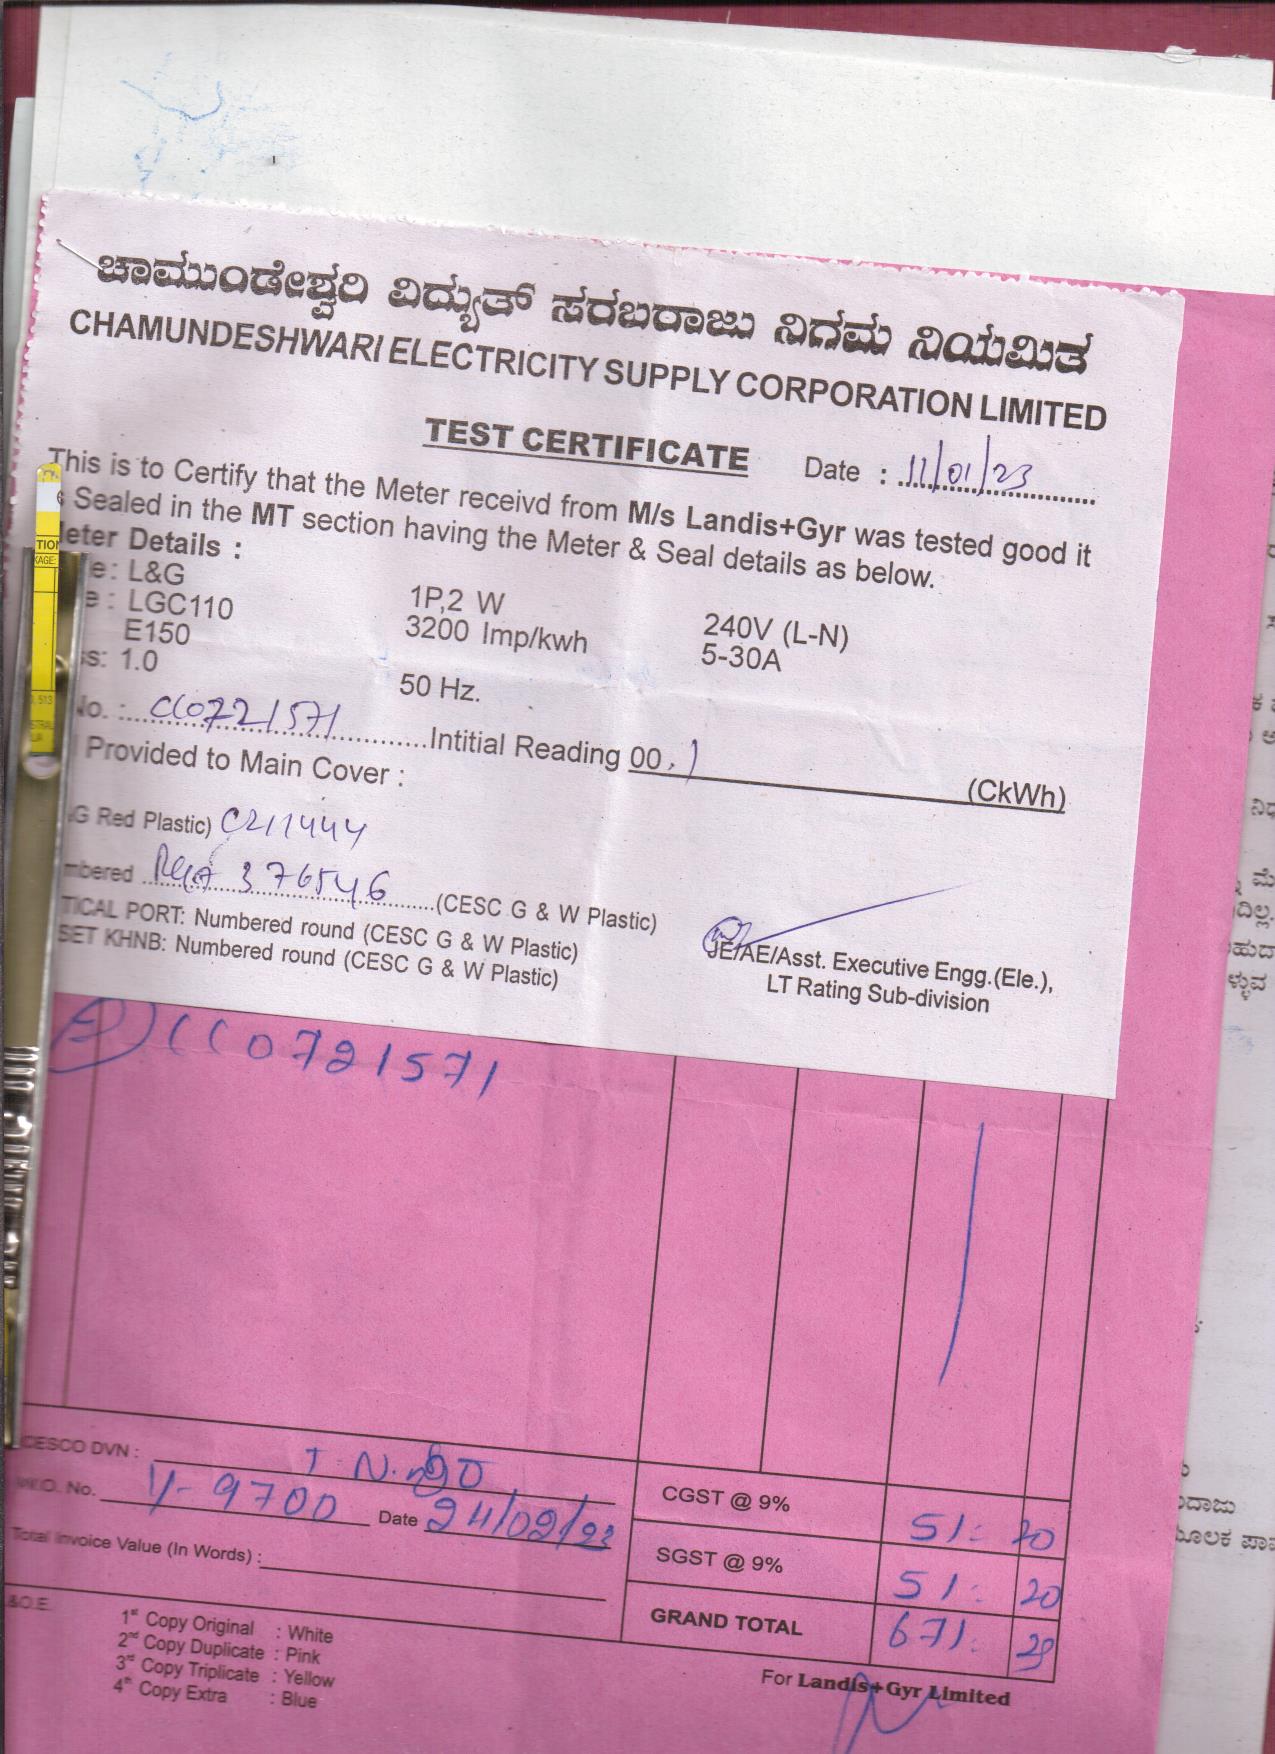 ಚಾಮುಂಡೇಶ್ವರಿ ವಿದ್ಯುತ್ ಸರಬರಾಜು ನಿಗಮ ನಿಯಮಿತ
CHAMUNDESHWARI ELECTRICITY SUPPLY CORPORATION LIMITED
TEST CERTIFICATE Date : 11/01/23
This is to Certify that the Meter receivd from M/s Landis+Gyr was tested good it
& Sealed in the MT section having the Meter & Seal details as below.
eter Details :
e: L&G
e : LGC110 1P,2 W 240V (L-N)
E150 3200 Imp/kwh 5-30A
ss: 1.0 50 Hz.
No. : CC0721571 Intitial Reading 00.1 (CkWh)
Provided to Main Cover :
G Red Plastic) C211444
mbered 376546 (CESC G & W Plastic)
TICAL PORT: Numbered round (CESC G & W Plastic)
SET KHNB: Numbered round (CESC G & W Plastic)
JE/AE/Asst. Executive Engg.(Ele.),
LT Rating Sub-division
CC0721571
CESCO DVN :
W.O. No. 1/- 9700 Date 24/02/23
Total Invoice Value (In Words) :
CGST @ 9% 51: 20
SGST @ 9% 51: 20
GRAND TOTAL 671:
&O.E.
1st Copy Original : White
2nd Copy Duplicate : Pink
3rd Copy Triplicate : Yellow
4th Copy Extra : Blue
For Landis+Gyr Limited